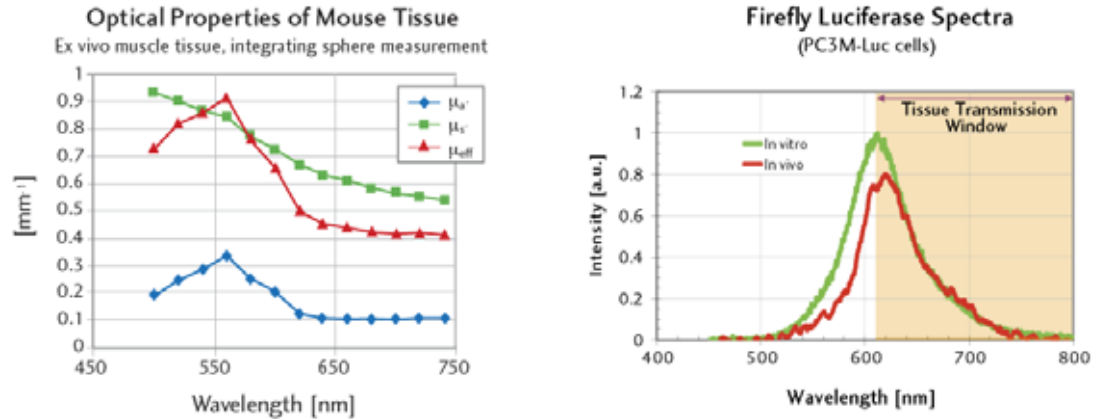 Optical Properties of Mouse Tissue
Ex vivo muscle tissue, integrating sphere measurement
1
0.9
0.8
0.7
0.6
0.5
0.4
0.3
0.2
0.1
0
μa'
μs'
μeff
[mm⁻¹]
450
550
650
750
Wavelength [nm]
Firefly Luciferase Spectra
(PC3M-Luc cells)
1.2
1
0.8
0.6
0.4
0.2
0
Tissue Transmission
Window
In vitro
In vivo
Intensity [a.u.]
400
500
600
700
800
Wavelength [nm]